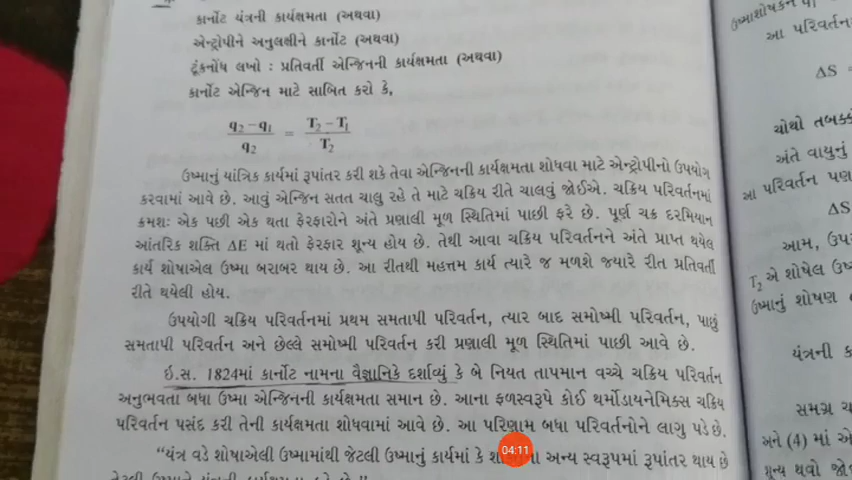 કાર્નોટ યંત્રની કાર્યક્ષમતા (અથવા)
એન્ટ્રોપીને અનુલક્ષીને કાર્નોટ (અથવા)
ટૂંકનોંધ લખો : પ્રતિવર્તી એન્જિનની કાર્યક્ષમતા (અથવા)
કાર્નોટ એન્જિન માટે સાબિત કરો કે,
q₂–q₁ / q₂ = T₂–T₁ / T₂
ઉષ્માનું યાંત્રિક કાર્યમાં રૂપાંતર કરી શકે તેવા એન્જિનની કાર્યક્ષમતા શોધવા માટે એન્ટ્રોપીનો ઉપયોગ
કરવામાં આવે છે. આવું એન્જિન સતત ચાલુ રહે તે માટે ચક્રિય રીતે ચાલવું જોઈએ. ચક્રિય પરિવર્તનમાં
ક્રમશઃ એક પછી એક થતા ફેરફારોને અંતે પ્રણાલી મૂળ સ્થિતિમાં પાછી ફરે છે. પૂર્ણ ચક્ર દરમિયાન
આંતરિક શક્તિ ΔE માં થતો ફેરફાર શૂન્ય હોય છે. તેથી આવા ચક્રિય પરિવર્તનને અંતે પ્રાપ્ત થયેલ
કાર્ય શોષાએલ ઉષ્મા બરાબર થાય છે. આ રીતથી મહત્તમ કાર્ય ત્યારે જ મળશે જયારે રીત પ્રતિવર્તી
રીતે થયેલી હોય.
ઉપયોગી ચક્રિય પરિવર્તનમાં પ્રથમ સમતાપી પરિવર્તન, ત્યાર બાદ સમોષ્મી પરિવર્તન, પાછું
સમતાપી પરિવર્તન અને છેલ્લે સમોષ્મી પરિવર્તન કરી પ્રણાલી મૂળ સ્થિતિમાં પાછી આવે છે.
ઇ.સ. 1824માં કાર્નોટ નામના વૈજ્ઞાનિકે દર્શાવ્યું કે બે નિયત તાપમાન વચ્ચે ચક્રિય પરિવર્તન
અનુભવતા બધા ઉષ્મા એન્જિનની કાર્યક્ષમતા સમાન છે. આના ફળસ્વરૂપે કોઈ થર્મોડાયનેમિક્સ ચક્રિય
પરિવર્તન પસંદ કરી તેની કાર્યક્ષમતા શોધવામાં આવે છે. આ પરિણામ બધા પરિવર્તનોને લાગુ પડે છે.
“યંત્ર વડે શોષાએલી ઉષ્મામાંથી જેટલી ઉષ્માનું કાર્યમાં કે અન્ય સ્વરૂપમાં રૂપાંતર થાય છે
04:11
ઉષ્માશોષકને
આ
ΔS =
ચોથો તબક્કો
અંતે વાયુનું
આ પરિવર્તન પણ
ΔS
આમ,
T₂ એ શોષેલ
ઉષ્માનું શોષણ
યંત્રની
સમગ્ર
અને (4) માં
શૂન્ય થવો